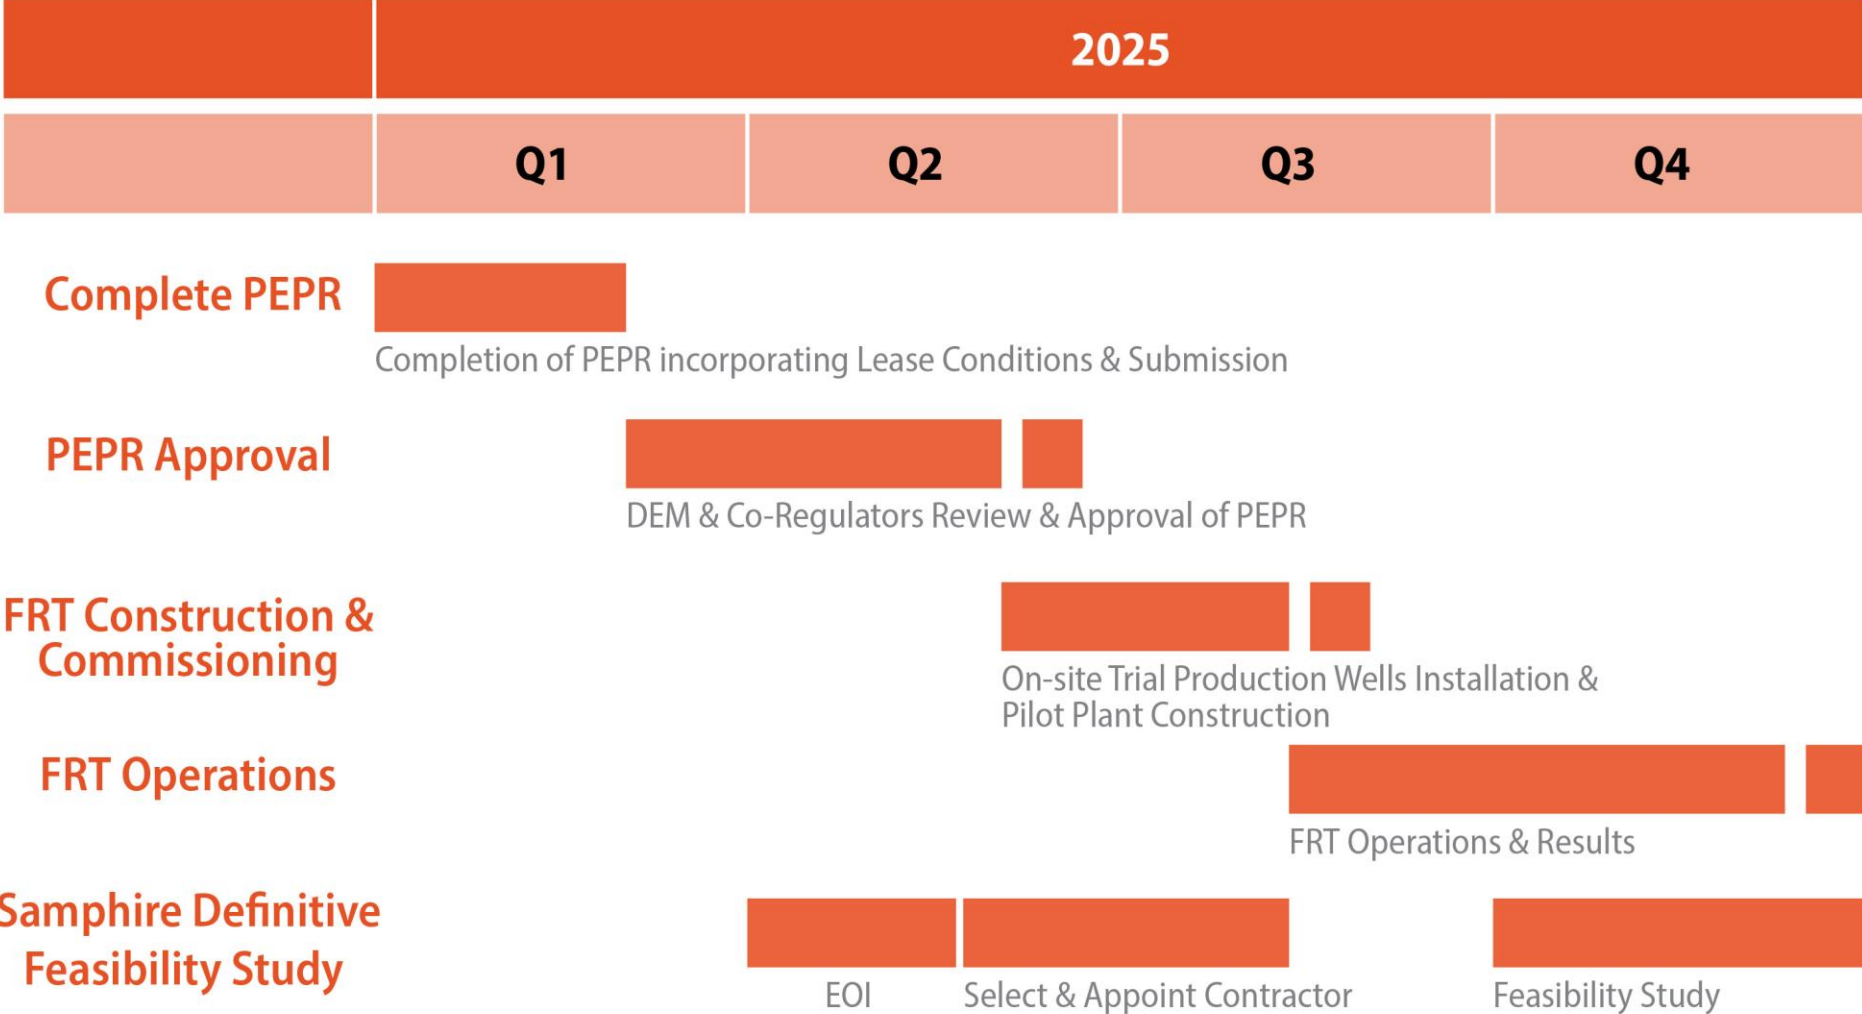 2025
Q1 Q2 Q3 Q4
Complete PEPR
Completion of PEPR incorporating Lease Conditions & Submission
PEPR Approval
DEM & Co-Regulators Review & Approval of PEPR
FRT Construction &
Commissioning
On-site Trial Production Wells Installation &
Pilot Plant Construction
FRT Operations
FRT Operations & Results
Samphire Definitive
Feasibility Study
EOI Select & Appoint Contractor Feasibility Study